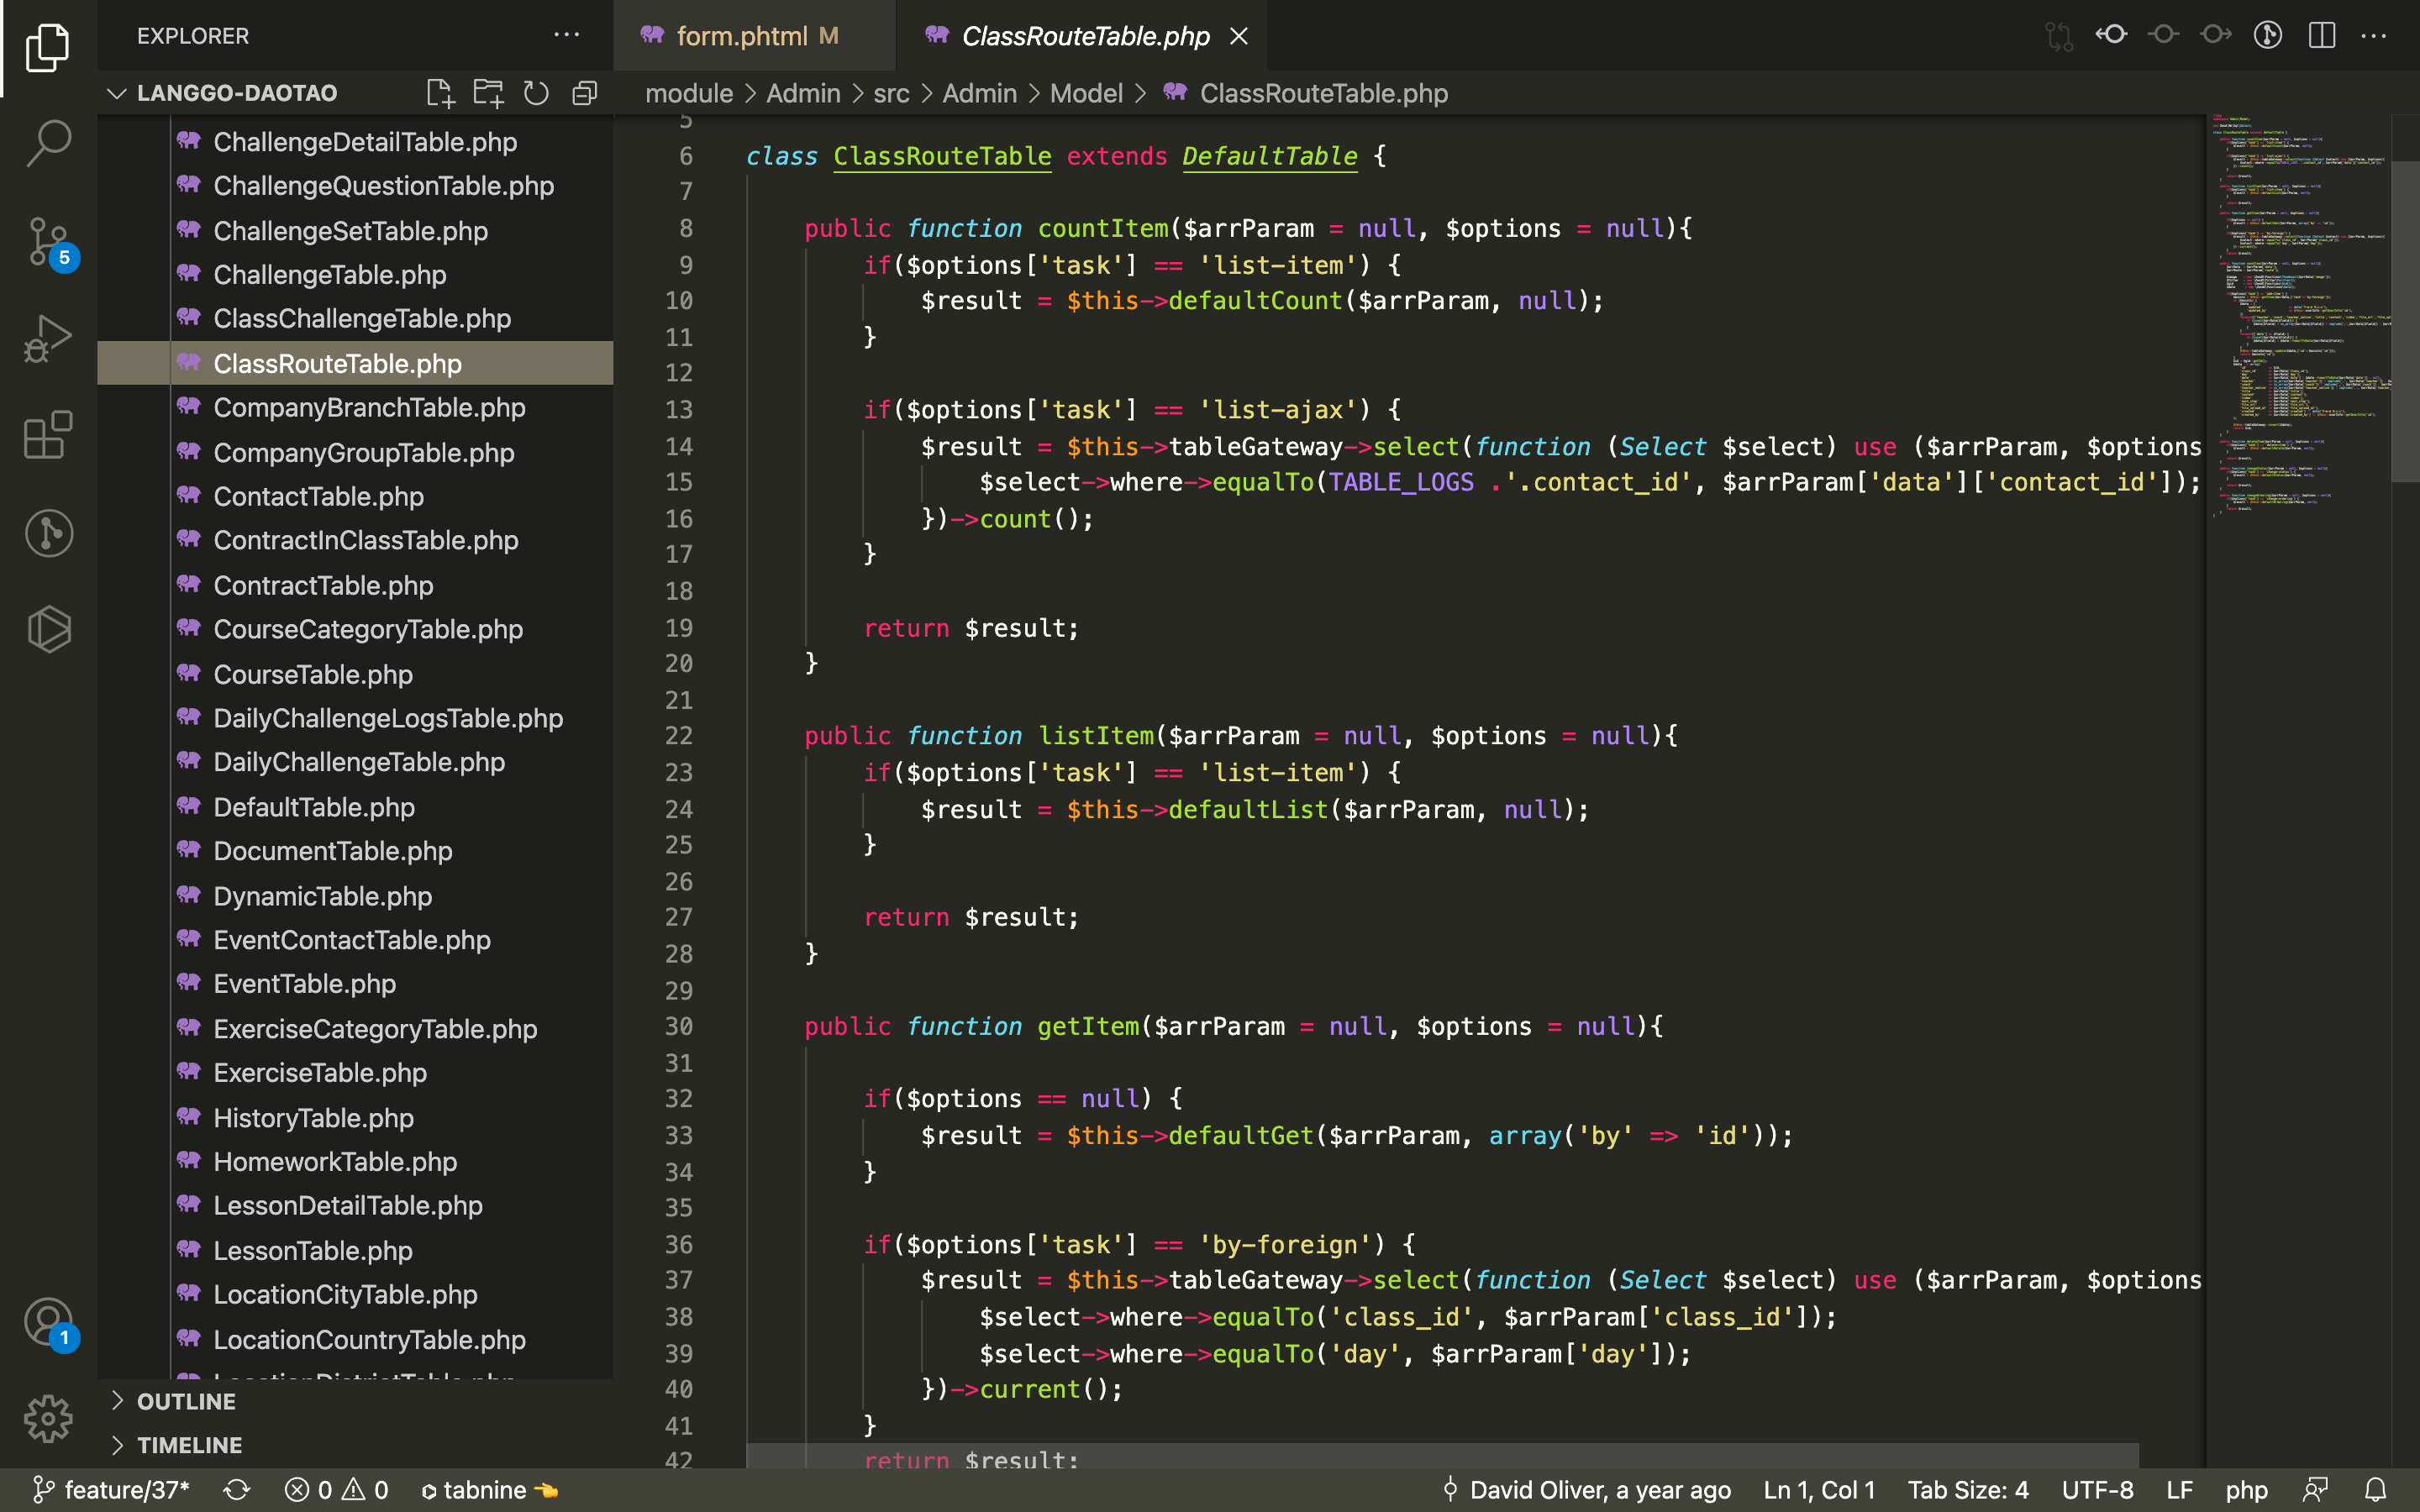 EXPLORER
LANGGO-DAOTAO
ChallengeDetailTable.php
ChallengeQuestionTable.php
ChallengeSetTable.php
ChallengeTable.php
ClassChallengeTable.php
ClassRouteTable.php
CompanyBranchTable.php
CompanyGroupTable.php
ContactTable.php
ContractInClassTable.php
ContractTable.php
CourseCategoryTable.php
CourseTable.php
DailyChallengeLogsTable.php
DailyChallengeTable.php
DefaultTable.php
DocumentTable.php
DynamicTable.php
EventContactTable.php
EventTable.php
ExerciseCategoryTable.php
ExerciseTable.php
HistoryTable.php
HomeworkTable.php
LessonDetailTable.php
LessonTable.php
LocationCityTable.php
LocationCountryTable.php
LocationDistrictTable.php
OUTLINE
TIMELINE
5
1
form.phtml M
ClassRouteTable.php
module > Admin > src > Admin > Model > ClassRouteTable.php
5
6 class ClassRouteTable extends DefaultTable {
7
8 public function countItem($arrParam = null, $options = null){
9 if($options['task'] == 'list-item') {
10 $result = $this->defaultCount($arrParam, null);
11 }
12
13 if($options['task'] == 'list-ajax') {
14 $result = $this->tableGateway->select(function (Select $select) use ($arrParam, $options
15 $select->where->equalTo(TABLE_LOGS .'.contact_id', $arrParam['data']['contact_id']);
16 })->count();
17 }
18
19 return $result;
20 }
21
22 public function listItem($arrParam = null, $options = null){
23 if($options['task'] == 'list-item') {
24 $result = $this->defaultList($arrParam, null);
25 }
26
27 return $result;
28 }
29
30 public function getItem($arrParam = null, $options = null){
31
32 if($options == null) {
33 $result = $this->defaultGet($arrParam, array('by' => 'id'));
34 }
35
36 if($options['task'] == 'by-foreign') {
37 $result = $this->tableGateway->select(function (Select $select) use ($arrParam, $options
38 $select->where->equalTo('class_id', $arrParam['class_id']);
39 $select->where->equalTo('day', $arrParam['day']);
40 })->current();
41 }
42 return $result;
feature/37* 0 0 tabnine
David Oliver, a year ago Ln 1, Col 1 Tab Size: 4 UTF-8 LF php